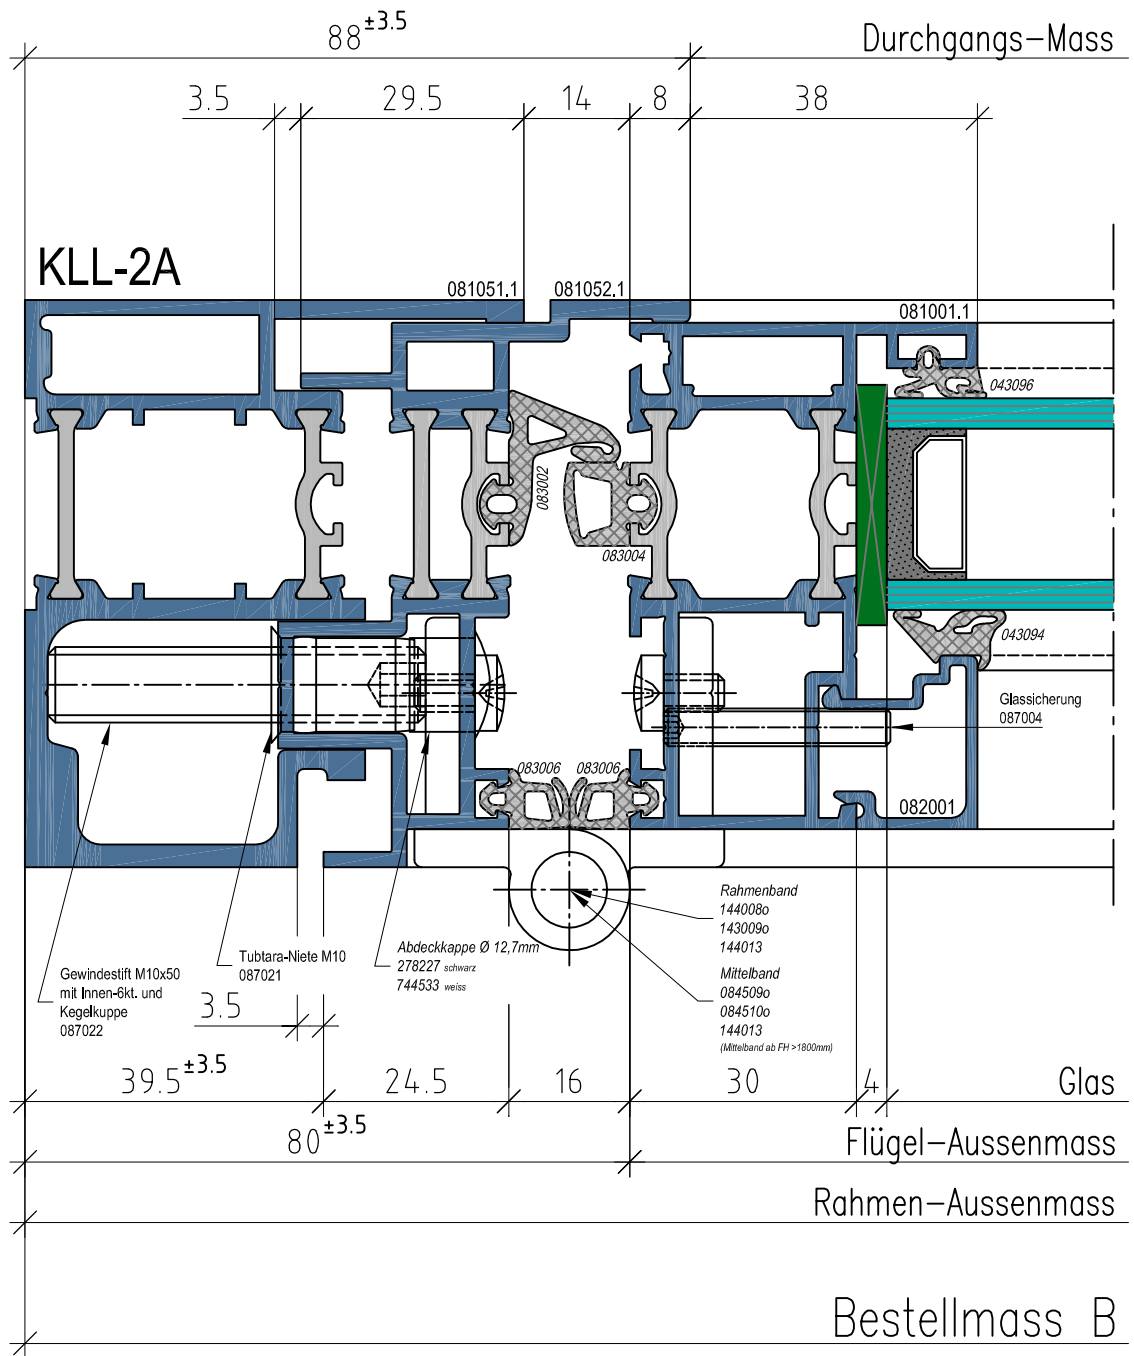 88±3.5
Durchgangs-Mass
3.5
29.5
14
8
38
KLL-2A
081051.1
081052.1
081001.1
043096
083002
083004
043094
Glassicherung
087004
083006
083006
082001
Rahmenband
144008o
143009o
144013
Mittelband
084509o
084510o
144013
(Mittelband ab FH >1800mm)
Abdeckkappe Ø 12,7mm
278227 schwarz
744533 weiss
Tubtara-Niete M10
087021
Gewindestift M10x50
mit Innen-6kt. und
Kegelkuppe
087022
3.5
39.5±3.5
24.5
16
30
4
Glas
80±3.5
Flügel-Aussenmass
Rahmen-Aussenmass
Bestellmass B